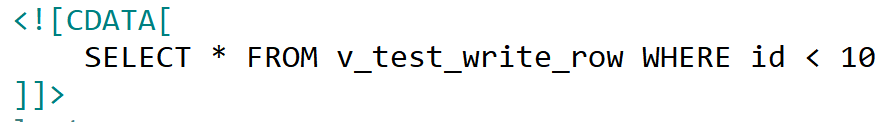 <![CDATA[
    SELECT * FROM v_test_write_row WHERE id < 10
]]>